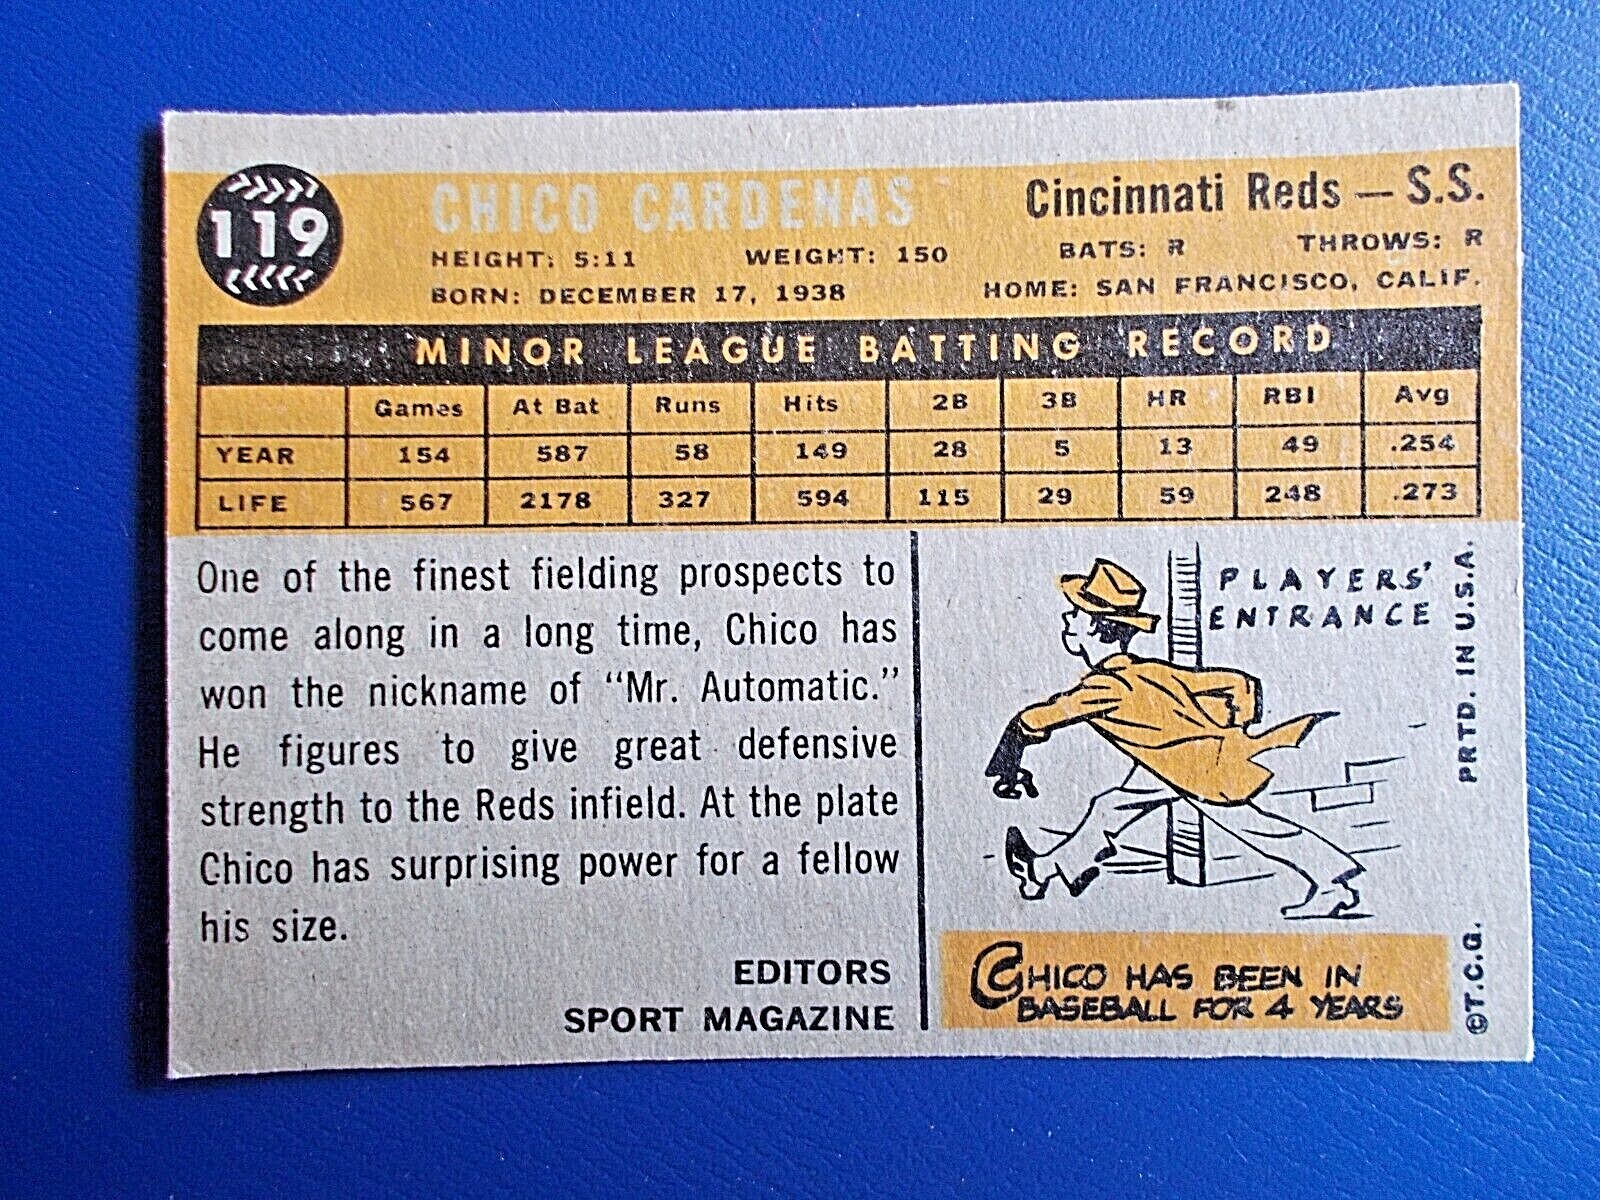 119
CHICO CARDENAS
Cincinnati Reds — S.S.
HEIGHT: 5:11 WEIGHT: 150 BATS: R THROWS: R
BORN: DECEMBER 17, 1938 HOME: SAN FRANCISCO, CALIF.
MINOR LEAGUE BATTING RECORD
Games At Bat Runs Hits 2B 3B HR RBI Avg
YEAR 154 587 58 149 28 5 13 49 .254
LIFE 567 2178 327 594 115 29 59 248 .273
One of the finest fielding prospects to
come along in a long time, Chico has
won the nickname of "Mr. Automatic."
He figures to give great defensive
strength to the Reds infield. At the plate
Chico has surprising power for a fellow
his size.
EDITORS
SPORT MAGAZINE
PLAYERS'
ENTRANCE
CHICO HAS BEEN IN
BASEBALL FOR 4 YEARS
©T.C.G. PRTD. IN U.S.A.